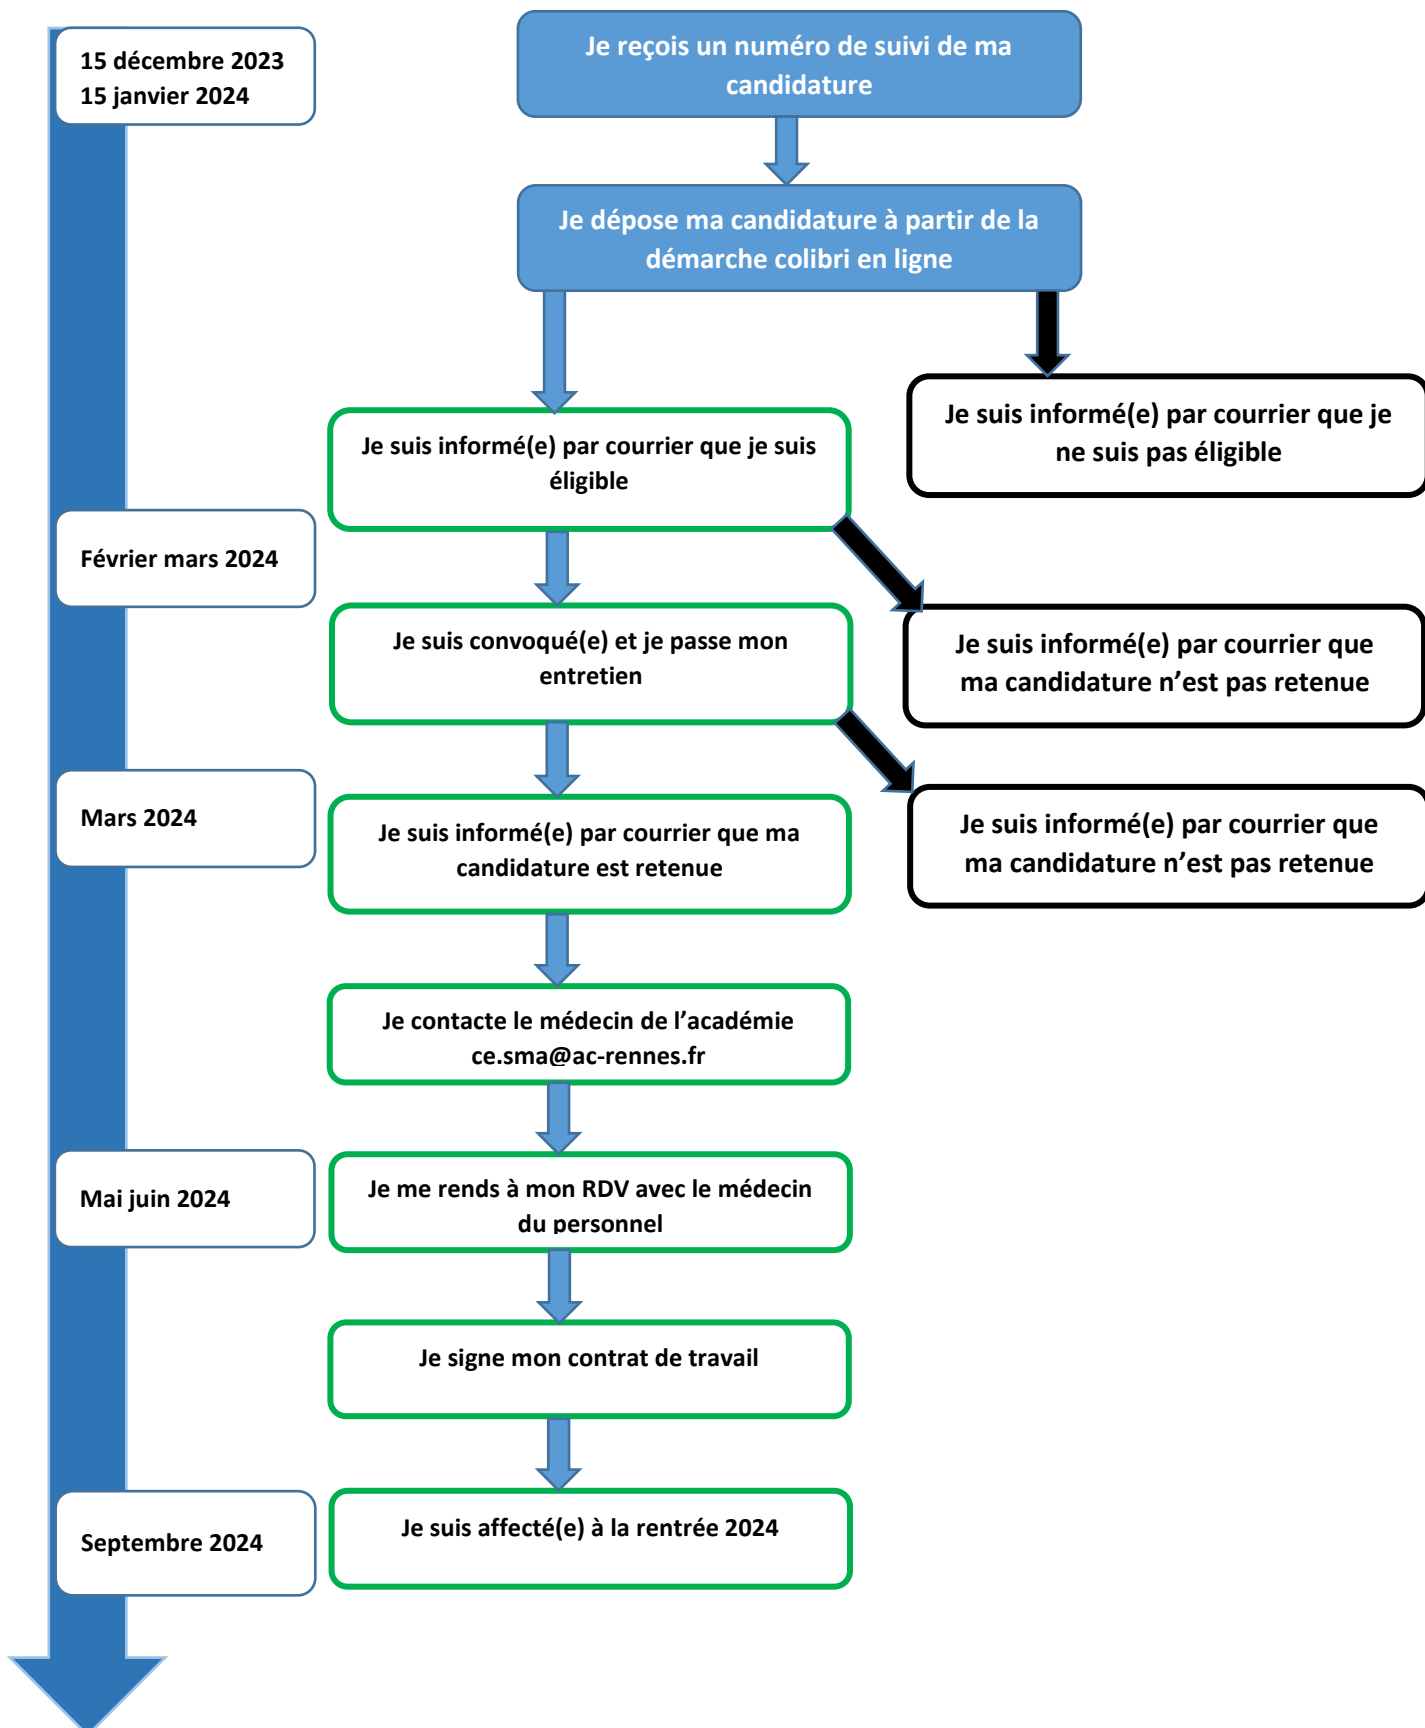 15 décembre 2023
15 janvier 2024
Je reçois un numéro de suivi de ma
candidature
Je dépose ma candidature à partir de la
démarche colibri en ligne
Je suis informé(e) par courrier que je
ne suis pas éligible
Je suis informé(e) par courrier que je suis
éligible
Février mars 2024
Je suis convoqué(e) et je passe mon
entretien
Je suis informé(e) par courrier que
ma candidature n’est pas retenue
Mars 2024
Je suis informé(e) par courrier que ma
candidature est retenue
Je suis informé(e) par courrier que
ma candidature n’est pas retenue
Je contacte le médecin de l’académie
ce.sma@ac-rennes.fr
Mai juin 2024
Je me rends à mon RDV avec le médecin
du personnel
Je signe mon contrat de travail
Septembre 2024
Je suis affecté(e) à la rentrée 2024